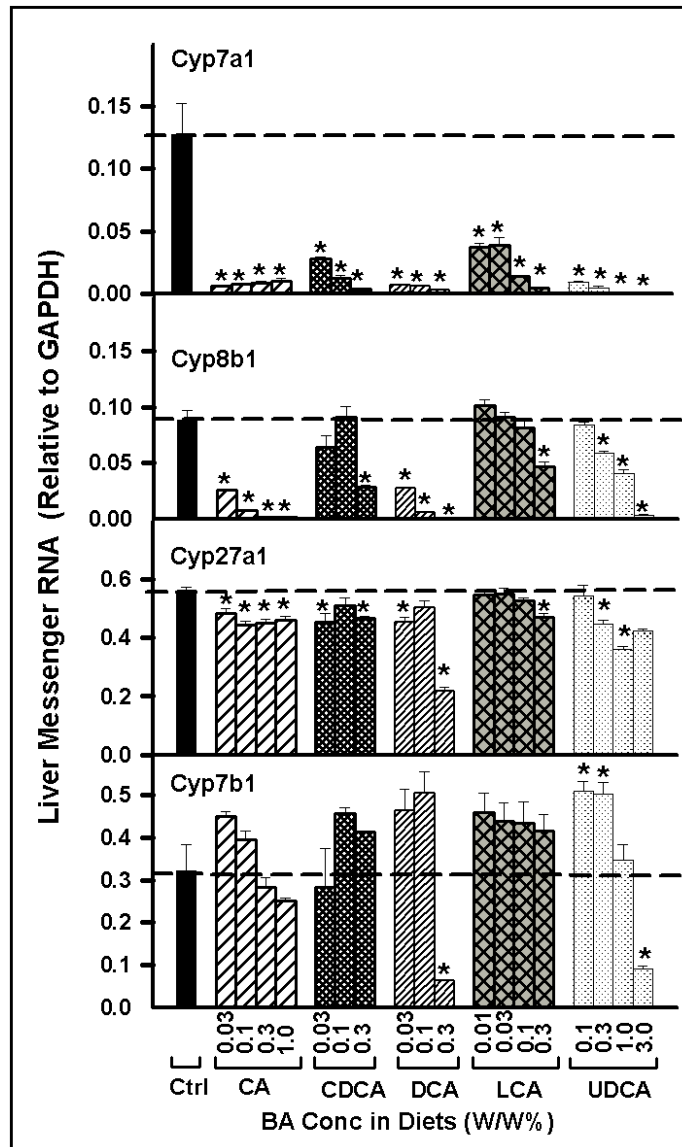 Liver Messenger RNA (Relative to GAPDH)
Cyp7a1
0.15
0.10
0.05
0.00
* * * * * * * * * * * * * * * * * *
Cyp8b1
0.15
0.10
0.05
0.00
* * * * * * * * * * * *
Cyp27a1
0.6
0.4
0.2
0.0
* * * * * * * * * * *
Cyp7b1
0.5
0.4
0.3
0.2
0.1
0.0
* * * *
0.03 0.1 0.3 1.0 0.03 0.1 0.3 0.03 0.1 0.3 0.01 0.03 0.1 0.3 0.1 0.3 1.0 3.0
Ctrl CA CDCA DCA LCA UDCA
BA Conc in Diets (W/W%)